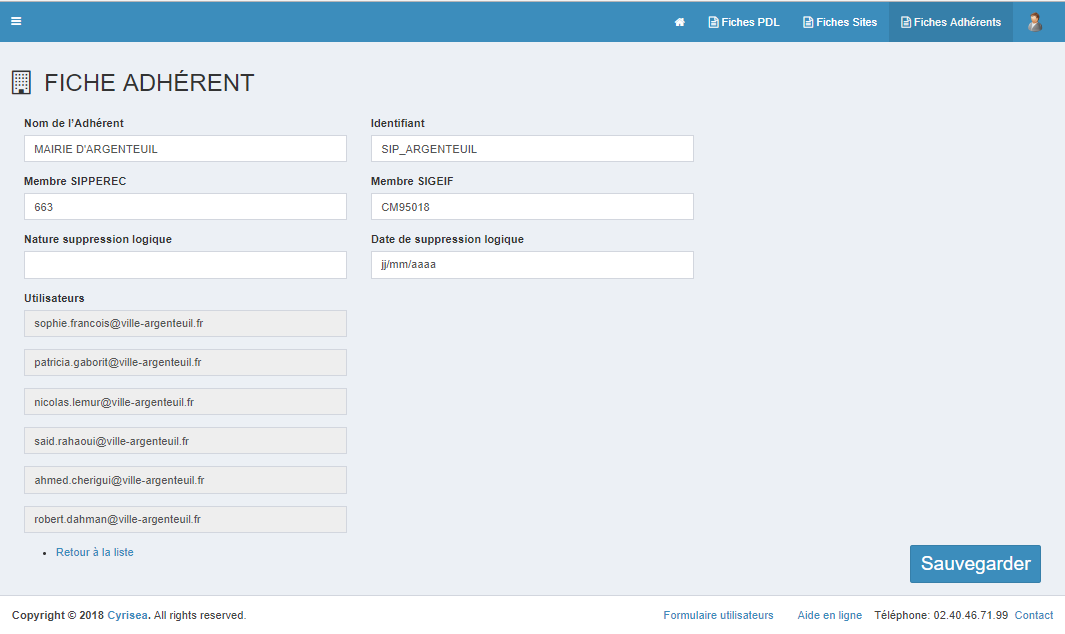 Fiches PDL Fiches Sites Fiches Adhérents
FICHE ADHÉRENT
Nom de l'Adhérent Identifiant
MAIRIE D'ARGENTEUIL SIP_ARGENTEUIL
Membre SIPPEREC Membre SIGEIF
663 CM95018
Nature suppression logique Date de suppression logique
jj/mm/aaaa
Utilisateurs
sophie.francois@ville-argenteuil.fr
patricia.gaborit@ville-argenteuil.fr
nicolas.lemur@ville-argenteuil.fr
said.rahaoui@ville-argenteuil.fr
ahmed.cherigui@ville-argenteuil.fr
robert.dahman@ville-argenteuil.fr
• Retour à la liste
Sauvegarder
Copyright © 2018 Cyrisea. All rights reserved. Formulaire utilisateurs Aide en ligne Téléphone: 02.40.46.71.99 Contact